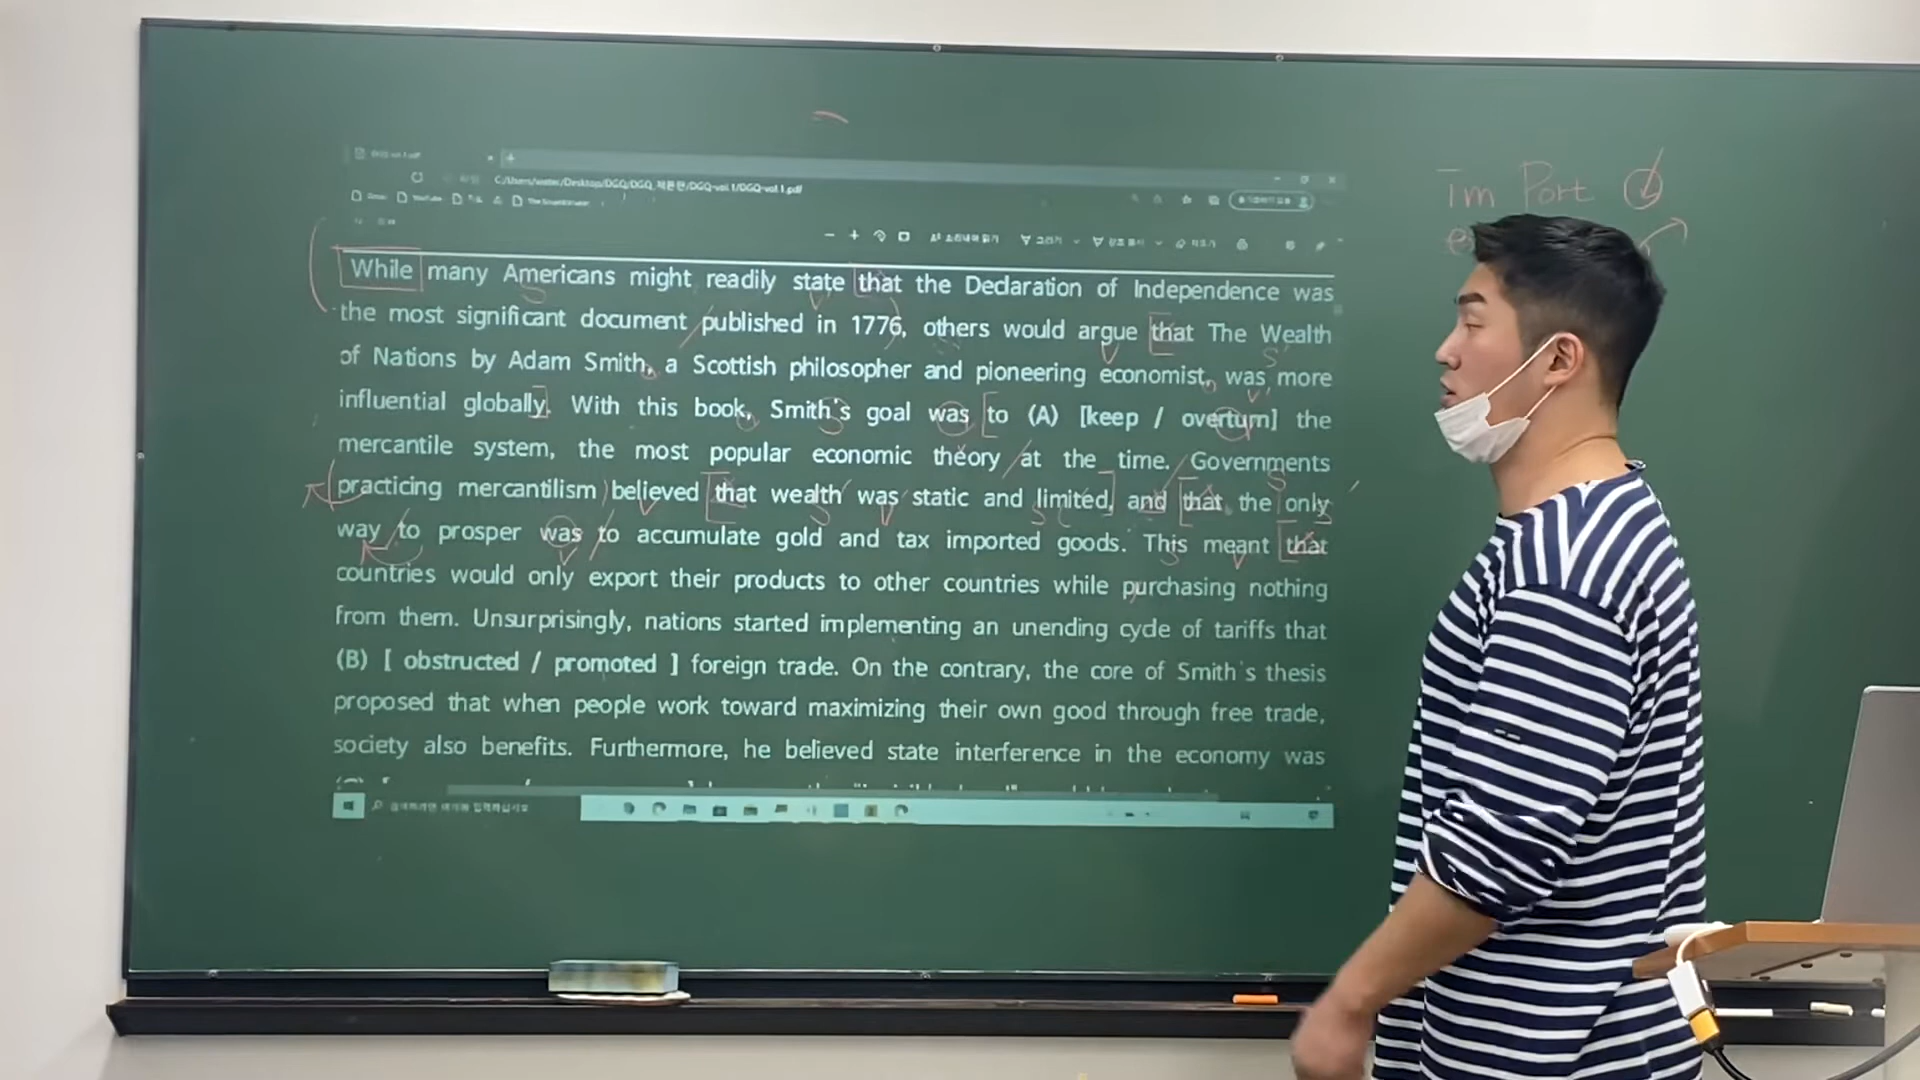 C:/Users/
YouTube
While many Americans might readily state that the Declaration of Independence was
the most significant document published in 1776, others would argue that The Wealth
of Nations by Adam Smith, a Scottish philosopher and pioneering economist, was more
influential globally. With this book, Smith's goal was to (A) [keep / overturn] the
mercantile system, the most popular economic theory at the time. Governments
practicing mercantilism believed that wealth was static and limited, and that the only
way to prosper was to accumulate gold and tax imported goods. This meant that
countries would only export their products to other countries while purchasing nothing
from them. Unsurprisingly, nations started implementing an unending cycle of tariffs that
(B) [ obstructed / promoted ] foreign trade. On the contrary, the core of Smith's thesis
proposed that when people work toward maximizing their own good through free trade,
society also benefits. Furthermore, he believed state interference in the economy was
Im Port